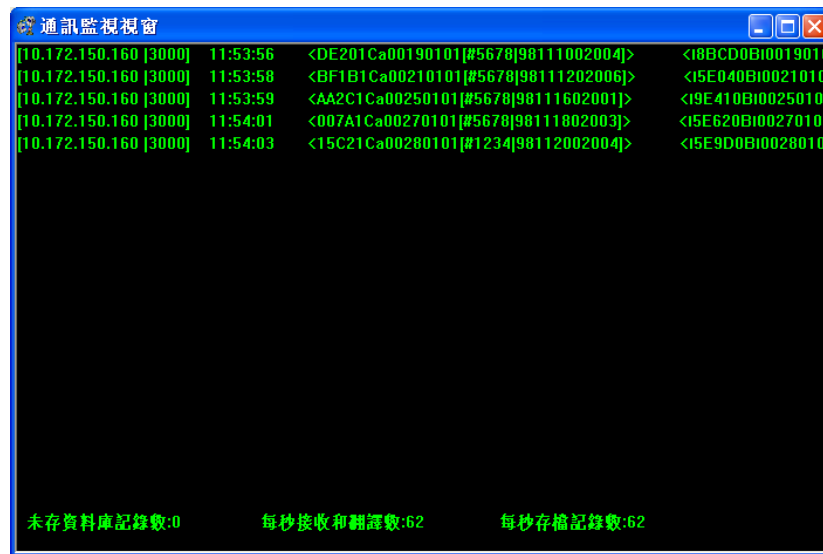 通訊監視視窗
[10.172.150.160 |3000] 11:53:56 <DE201Ca00190101[#5678|98111002004]> <I8BCD0BI001901
[10.172.150.160 |3000] 11:53:58 <BF1B1Ca00210101[#5678|98111202006]> <I5E040BI0021010
[10.172.150.160 |3000] 11:53:59 <AA2C1Ca00250101[#5678|98111602001]> <I9E410BI0025010
[10.172.150.160 |3000] 11:54:01 <007A1Ca00270101[#5678|98111802003]> <I5E620BI0027010
[10.172.150.160 |3000] 11:54:03 <15C21Ca00280101[#1234|98112002004]> <I5E9D0BI0028010
未存資料庫記錄數:0 每秒接收和翻譯數:62 每秒存檔記錄數:62